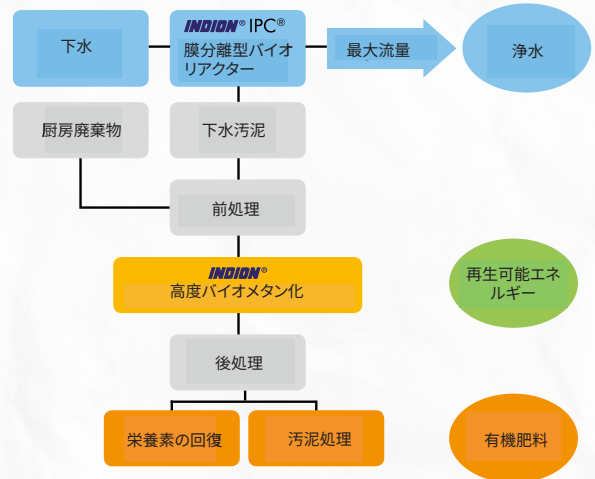 下水
INDION® IPC®
膜分離型バイオ
リアクター
最大流量
浄水
厨房廃棄物
下水汚泥
前処理
INDION®
高度バイオメタン化
再生可能エネ
ルギー
後処理
栄養素の回復
汚泥処理
有機肥料